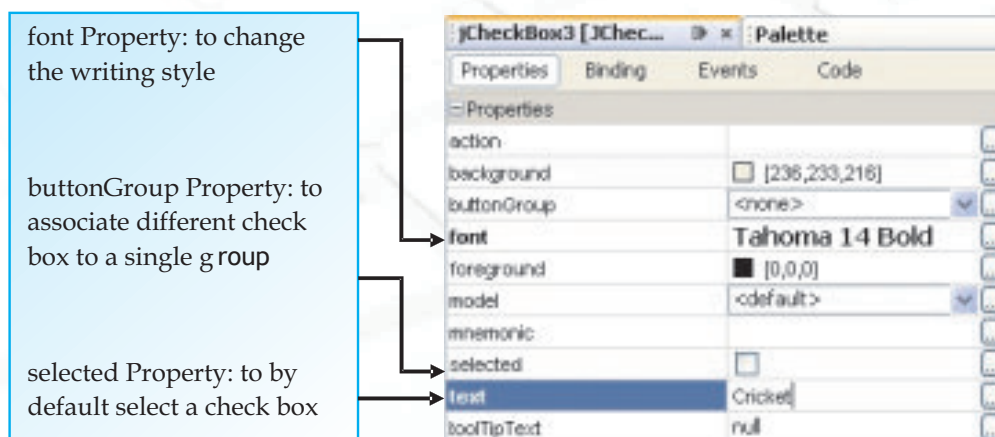 font Property: to change
the writing style
buttonGroup Property: to
associate different check
box to a single group
selected Property: to by
default select a check box
jCheckBox3 [JChec... Palette
Properties Binding Events Code
Properties
action ...
background [236,233,216] ...
buttonGroup <none> ...
font Tahoma 14 Bold ...
foreground [0,0,0] ...
model <default> ...
mnemonic ...
selected ...
text Cricket ...
toolTipText null ...